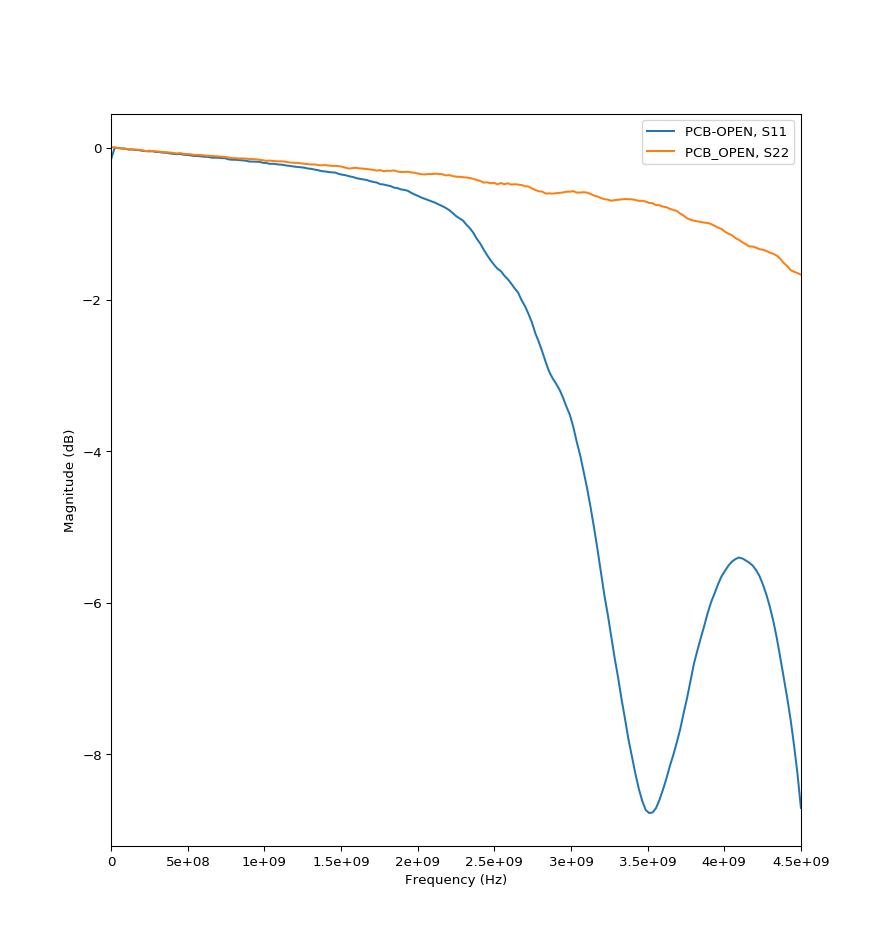 PCB-OPEN, S11
PCB_OPEN, S22
Magnitude (dB)
0
−2
−4
−6
−8
0 5e+08 1e+09 1.5e+09 2e+09 2.5e+09 3e+09 3.5e+09 4e+09 4.5e+09
Frequency (Hz)